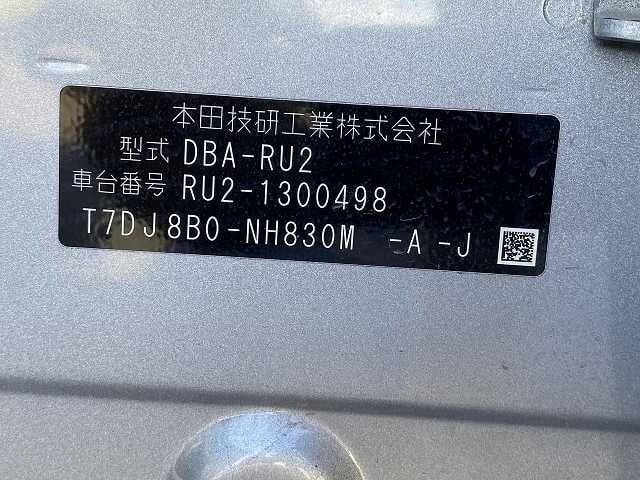 本田技研工業株式会社
型式 DBA-RU2
車台番号 RU2-1300498
T7DJ8B0-NH830M -A-J